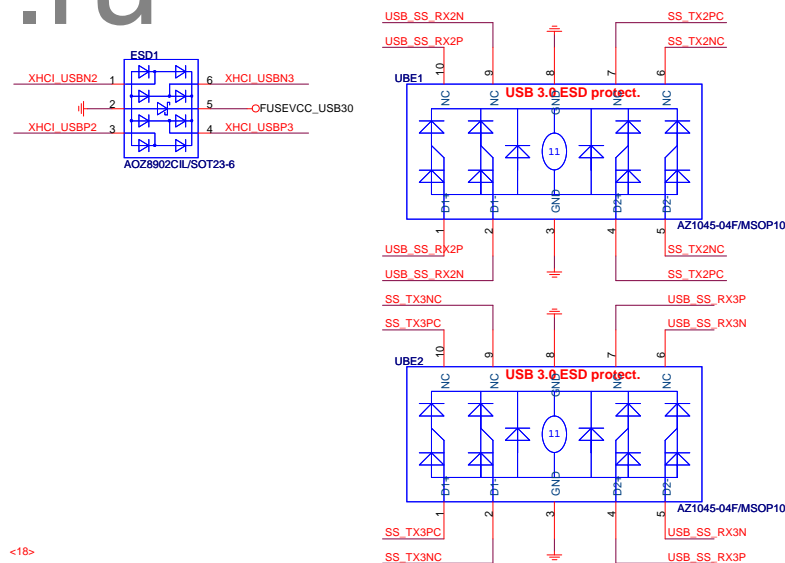 .ru
ESD1
XHCI_USBN2 1 6 XHCI_USBN3
2 5 FUSEVCC_USB30
XHCI_USBP2 3 4 XHCI_USBP3
AOZ8902CIL/SOT23-6
USB_SS_RX2N SS_TX2PC
USB_SS_RX2P SS_TX2NC
10 9 8 7 6
UBE1
USB 3.0 ESD protect.
NC NC GND NC NC
11
D1+ D1- GND D2+ D2-
AZ1045-04F/MSOP10
1 2 3 4 5
USB_SS_RX2P SS_TX2NC
USB_SS_RX2N SS_TX2PC
SS_TX3NC USB_SS_RX3P
SS_TX3PC USB_SS_RX3N
10 9 8 7 6
UBE2
USB 3.0 ESD protect.
NC NC GND NC NC
11
D1+ D1- GND D2+ D2-
AZ1045-04F/MSOP10
1 2 3 4 5
SS_TX3PC USB_SS_RX3N
SS_TX3NC USB_SS_RX3P
<18>